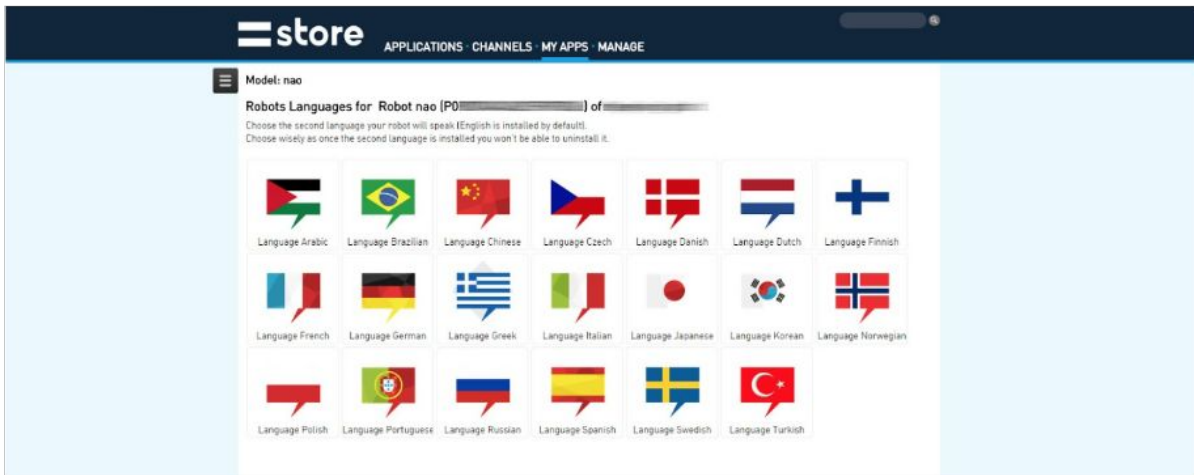 store
APPLICATIONS · CHANNELS · MY APPS · MANAGE
Model: nao
Robots Languages for Robot nao (P0 ) of
Choose the second language your robot will speak (English is installed by default).
Choose wisely as once the second language is installed you won't be able to uninstall it.
Language Arabic Language Brazilian Language Chinese Language Czech Language Danish Language Dutch Language Finnish
Language French Language German Language Greek Language Italian Language Japanese Language Korean Language Norwegian
Language Polish Language Portuguese Language Russian Language Spanish Language Swedish Language Turkish